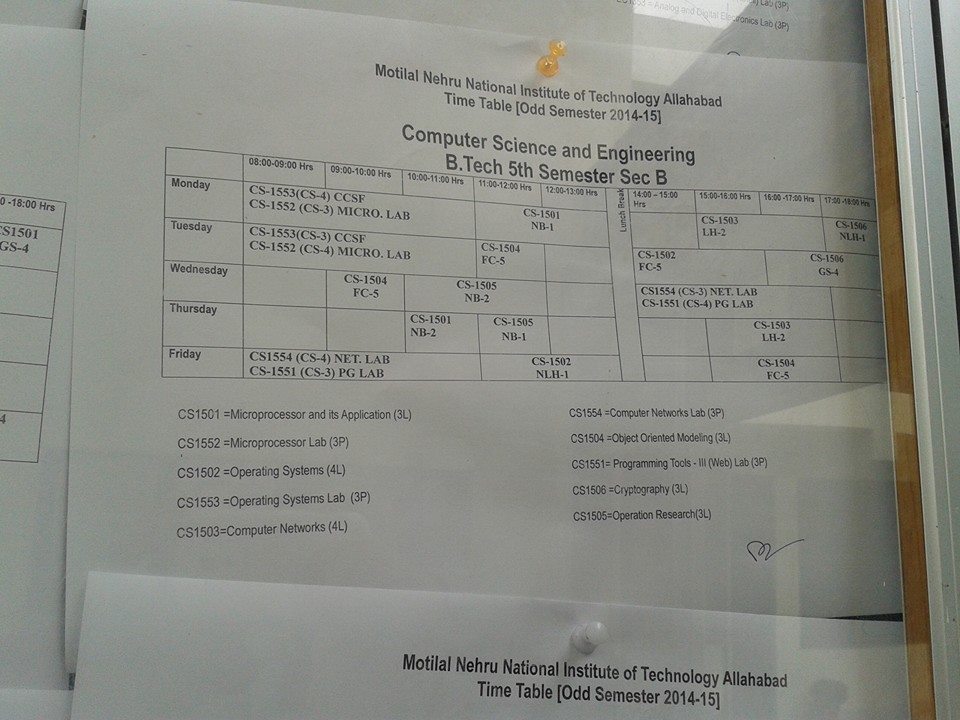 CS1553 = Analog and Digital Electronics Lab (3P)
Motilal Nehru National Institute of Technology Allahabad
Time Table [Odd Semester 2014-15]
Computer Science and Engineering
B.Tech 5th Semester Sec B
08:00-09:00 Hrs 09:00-10:00 Hrs 10:00-11:00 Hrs 11:00-12:00 Hrs 12:00-13:00 Hrs Lunch Break 14:00 – 15:00 Hrs 15:00-16:00 Hrs 16:00 -17:00 Hrs 17:00 -18:00 Hrs
Monday CS-1553(CS-4) CCSF CS-1501 CS-1503 CS-1506
CS-1552 (CS-3) MICRO. LAB NB-1 LH-2 NLH-1
Tuesday CS-1553(CS-3) CCSF CS-1504 CS-1502 CS-1506
CS-1552 (CS-4) MICRO. LAB FC-5 FC-5 GS-4
Wednesday CS-1504 CS-1505 CS1554 (CS-3) NET. LAB
FC-5 NB-2 CS-1551 (CS-4) PG LAB
Thursday CS-1501 CS-1505 CS-1503
NB-2 NB-1 LH-2
Friday CS1554 (CS-4) NET. LAB CS-1502 CS-1504
CS-1551 (CS-3) PG LAB NLH-1 FC-5
CS1501 =Microprocessor and its Application (3L)
CS1552 =Microprocessor Lab (3P)
CS1502 =Operating Systems (4L)
CS1553 =Operating Systems Lab (3P)
CS1503=Computer Networks (4L)
CS1554 =Computer Networks Lab (3P)
CS1504 =Object Oriented Modeling (3L)
CS1551= Programming Tools - III (Web) Lab (3P)
CS1506 =Cryptography (3L)
CS1505=Operation Research(3L)
0 -18:00 Hrs
CS1501
GS-4
4
Motilal Nehru National Institute of Technology Allahabad
Time Table [Odd Semester 2014-15]